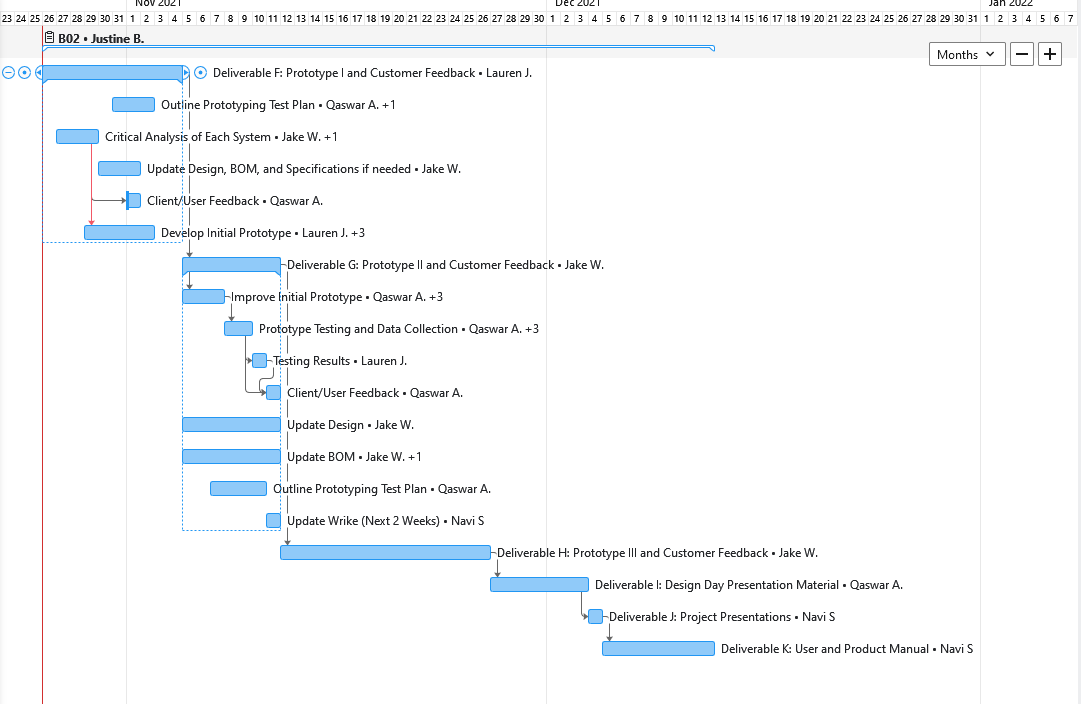 Nov 2021 Dec 2021 Jan 2022
23 24 25 26 27 28 29 30 31 1 2 3 4 5 6 7 8 9 10 11 12 13 14 15 16 17 18 19 20 21 22 23 24 25 26 27 28 29 30 1 2 3 4 5 6 7 8 9 10 11 12 13 14 15 16 17 18 19 20 21 22 23 24 25 26 27 28 29 30 31 1 2 3 4 5 6 7
B02 • Justine B.
Months
Deliverable F: Prototype I and Customer Feedback • Lauren J.
Outline Prototyping Test Plan • Qaswar A. +1
Critical Analysis of Each System • Jake W. +1
Update Design, BOM, and Specifications if needed • Jake W.
Client/User Feedback • Qaswar A.
Develop Initial Prototype • Lauren J. +3
Deliverable G: Prototype II and Customer Feedback • Jake W.
Improve Initial Prototype • Qaswar A. +3
Prototype Testing and Data Collection • Qaswar A. +3
Testing Results • Lauren J.
Client/User Feedback • Qaswar A.
Update Design • Jake W.
Update BOM • Jake W. +1
Outline Prototyping Test Plan • Qaswar A.
Update Wrike (Next 2 Weeks) • Navi S
Deliverable H: Prototype III and Customer Feedback • Jake W.
Deliverable I: Design Day Presentation Material • Qaswar A.
Deliverable J: Project Presentations • Navi S
Deliverable K: User and Product Manual • Navi S